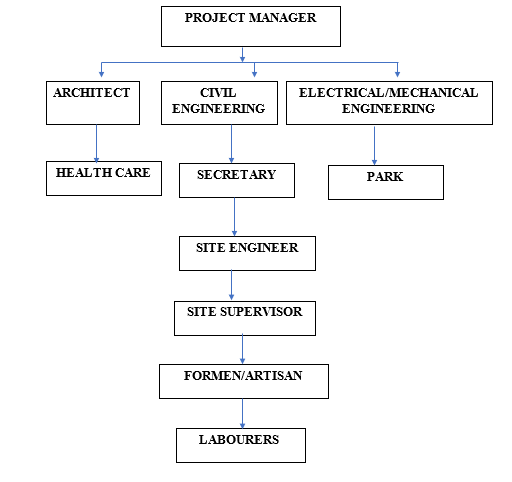 PROJECT MANAGER
ARCHITECT
CIVIL
ENGINEERING
ELECTRICAL/MECHANICAL
ENGINEERING
HEALTH CARE
SECRETARY
PARK
SITE ENGINEER
SITE SUPERVISOR
FORMEN/ARTISAN
LABOURERS